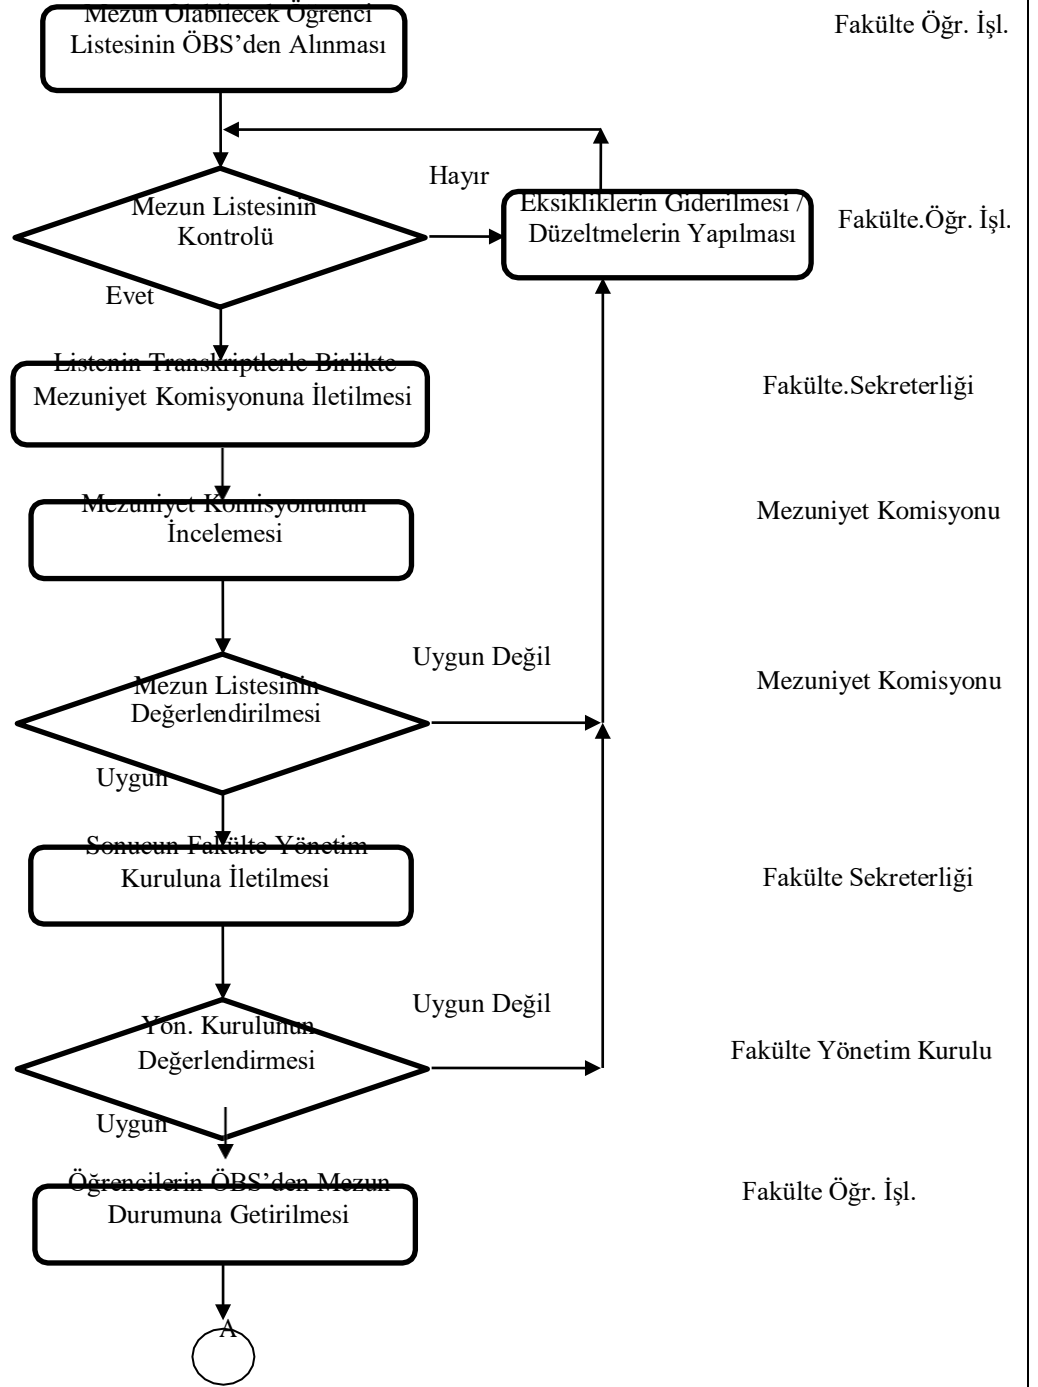 Mezun Olabilecek Öğrenci
Listesinin ÖBS’den Alınması
Fakülte Öğr. İşl.
Hayır
Mezun Listesinin
Kontrolü
Eksikliklerin Giderilmesi /
Düzeltmelerin Yapılması
Fakülte.Öğr. İşl.
Evet
Listenin Transkriptlerle Birlikte
Mezuniyet Komisyonuna İletilmesi
Fakülte.Sekreterliği
Mezuniyet Komisyonunun
İncelemesi
Mezuniyet Komisyonu
Uygun Değil
Mezun Listesinin
Değerlendirilmesi
Mezuniyet Komisyonu
Uygun
Sonucun Fakülte Yönetim
Kuruluna İletilmesi
Fakülte Sekreterliği
Uygun Değil
Yön. Kurulunun
Değerlendirmesi
Fakülte Yönetim Kurulu
Uygun
Öğrencilerin ÖBS’den Mezun
Durumuna Getirilmesi
Fakülte Öğr. İşl.
A